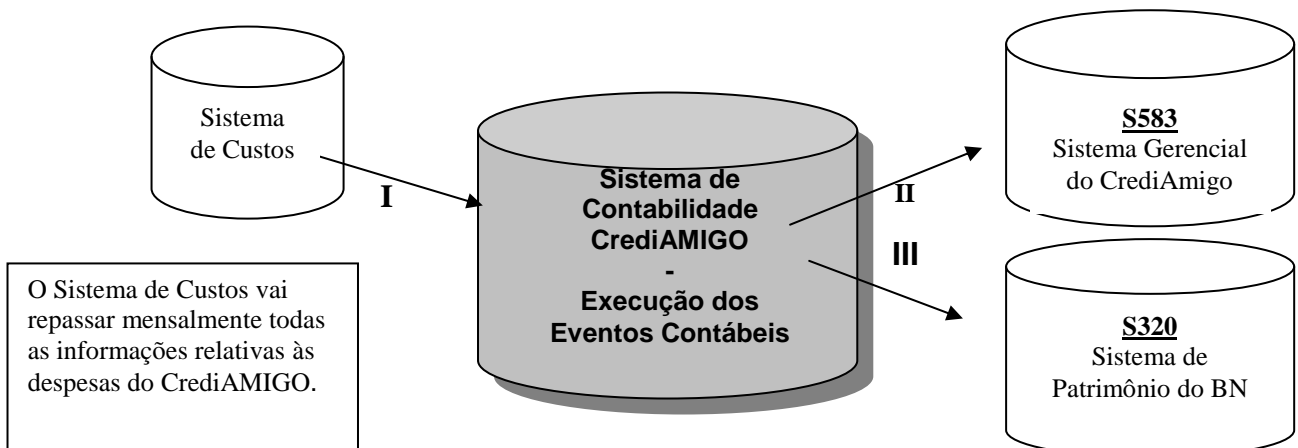 Sistema
de Custos
I
Sistema de
Contabilidade
CrediAMIGO
-
Execução dos
Eventos Contábeis
II
III
S583
Sistema Gerencial
do CrediAmigo
S320
Sistema de
Patrimônio do BN
O Sistema de Custos vai
repassar mensalmente todas
as informações relativas às
despesas do CrediAMIGO.